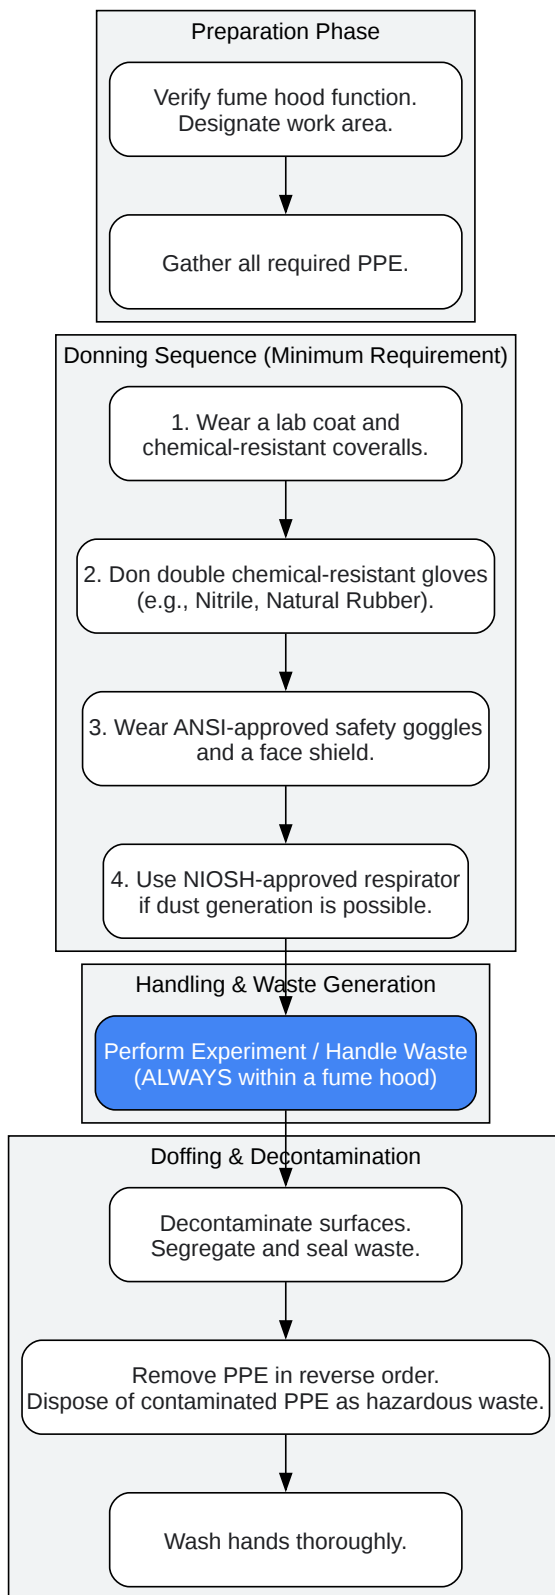 Preparation Phase
Verify fume hood function.
Designate work area.
Gather all required PPE.
Donning Sequence (Minimum Requirement)
1. Wear a lab coat and
chemical-resistant coveralls.
2. Don double chemical-resistant gloves
(e.g., Nitrile, Natural Rubber).
3. Wear ANSI-approved safety goggles
and a face shield.
4. Use NIOSH-approved respirator
if dust generation is possible.
Handling & Waste Generation
Perform Experiment / Handle Waste
(ALWAYS within a fume hood)
Doffing & Decontamination
Decontaminate surfaces.
Segregate and seal waste.
Remove PPE in reverse order.
Dispose of contaminated PPE as hazardous waste.
Wash hands thoroughly.